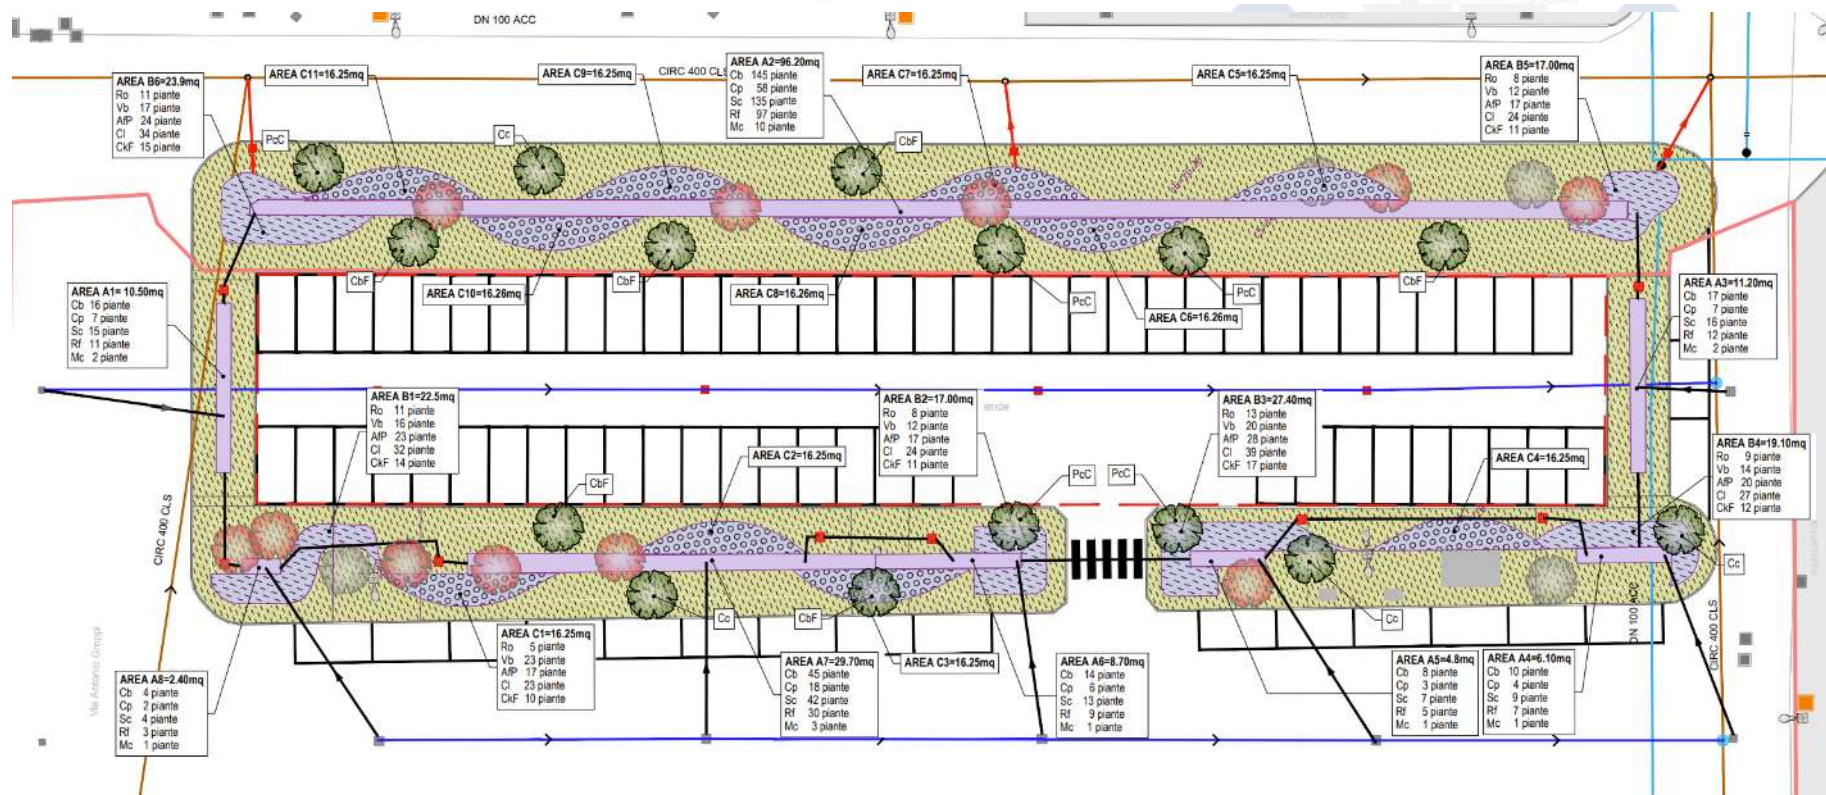 DN 100 ACC
CIRC 400 CLS
AREA B6=23.9mq
Ro 11 piante
Vb 17 piante
AfP 24 piante
Cl 34 piante
CkF 15 piante
AREA C11=16.25mq
AREA C9=16.25mq
AREA A2=96.20mq
Cb 145 piante
Cp 58 piante
Sc 135 piante
Rf 97 piante
Mc 10 piante
AREA C7=16.25mq
AREA C5=16.25mq
AREA B5=17.00mq
Ro 8 piante
Vb 12 piante
AfP 17 piante
Cl 24 piante
CkF 11 piante
PcC
Cc
CbF
CbF
AREA C10=16.26mq
CbF
AREA C8=16.26mq
PcC
AREA C6=16.26mq
PcC
CbF
AREA A1= 10.50mq
Cb 16 piante
Cp 7 piante
Sc 15 piante
Rf 11 piante
Mc 2 piante
AREA A3=11.20mq
Cb 17 piante
Cp 7 piante
Sc 16 piante
Rf 12 piante
Mc 2 piante
AREA B1=22.5mq
Ro 11 piante
Vb 16 piante
AfP 23 piante
Cl 32 piante
CkF 14 piante
AREA B2=17.00mq
Ro 8 piante
Vb 12 piante
AfP 17 piante
Cl 24 piante
CkF 11 piante
AREA B3=27.40mq
Ro 13 piante
Vb 20 piante
AfP 28 piante
Cl 39 piante
CkF 17 piante
AREA B4=19.10mq
Ro 9 piante
Vb 14 piante
AfP 20 piante
Cl 27 piante
CkF 12 piante
AREA C2=16.25mq
AREA C4=16.25mq
CbF
PcC
PcC
CIRC 400 CLS
Cc
CbF
Cc
Cc
DN 100 ACC
CIRC 400 CLS
AREA C1=16.25mq
Ro 5 piante
Vb 23 piante
AfP 17 piante
Cl 23 piante
CkF 10 piante
AREA C3=16.25mq
AREA A8=2.40mq
Cb 4 piante
Cp 2 piante
Sc 4 piante
Rf 3 piante
Mc 1 piante
AREA A7=29.70mq
Cb 45 piante
Cp 18 piante
Sc 42 piante
Rf 30 piante
Mc 3 piante
AREA A6=8.70mq
Cb 14 piante
Cp 6 piante
Sc 13 piante
Rf 9 piante
Mc 1 piante
AREA A5=4.8mq
Cb 8 piante
Cp 3 piante
Sc 7 piante
Rf 5 piante
Mc 1 piante
AREA A4=6.10mq
Cb 10 piante
Cp 4 piante
Sc 9 piante
Rf 7 piante
Mc 1 piante
Via Antonio Greppi